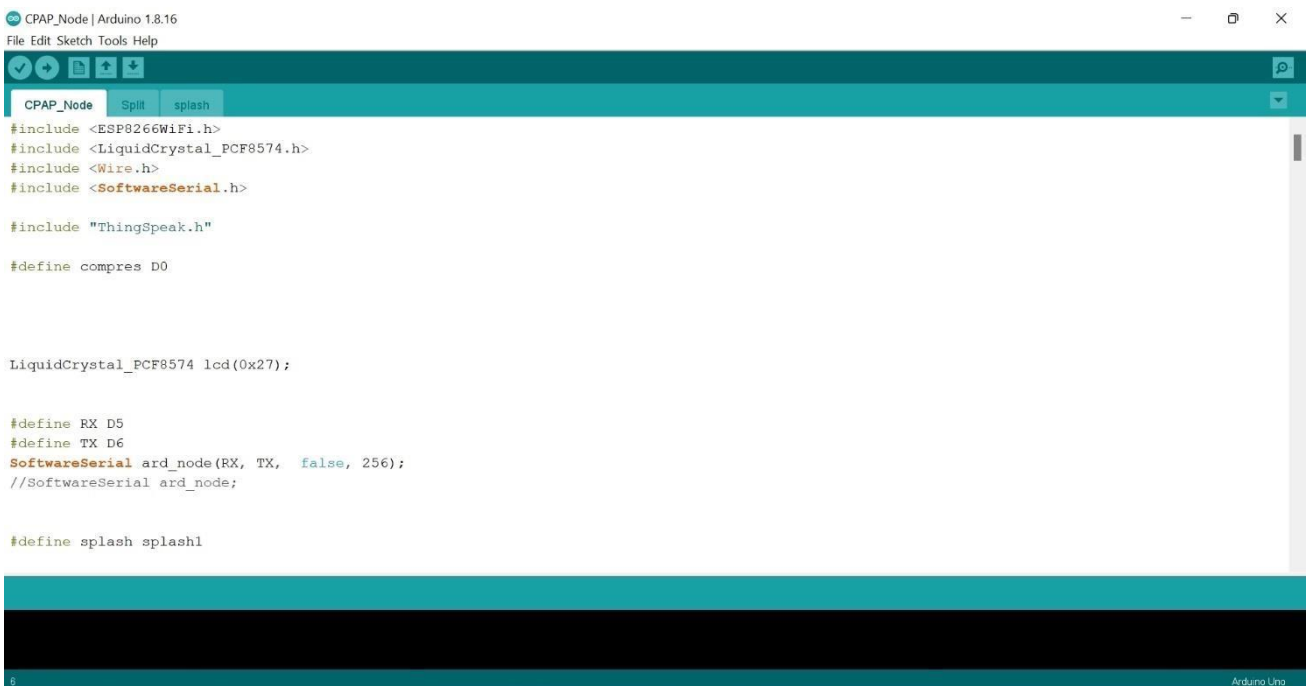 CPAP_Node | Arduino 1.8.16
File Edit Sketch Tools Help
CPAP_Node Split splash
#include <ESP8266WiFi.h>
#include <LiquidCrystal_PCF8574.h>
#include <Wire.h>
#include <SoftwareSerial.h>
#include "ThingSpeak.h"
#define compres D0
LiquidCrystal_PCF8574 lcd(0x27);
#define RX D5
#define TX D6
SoftwareSerial ard_node(RX, TX,  false, 256);
//SoftwareSerial ard_node;
#define splash splash1
6 Arduino Uno